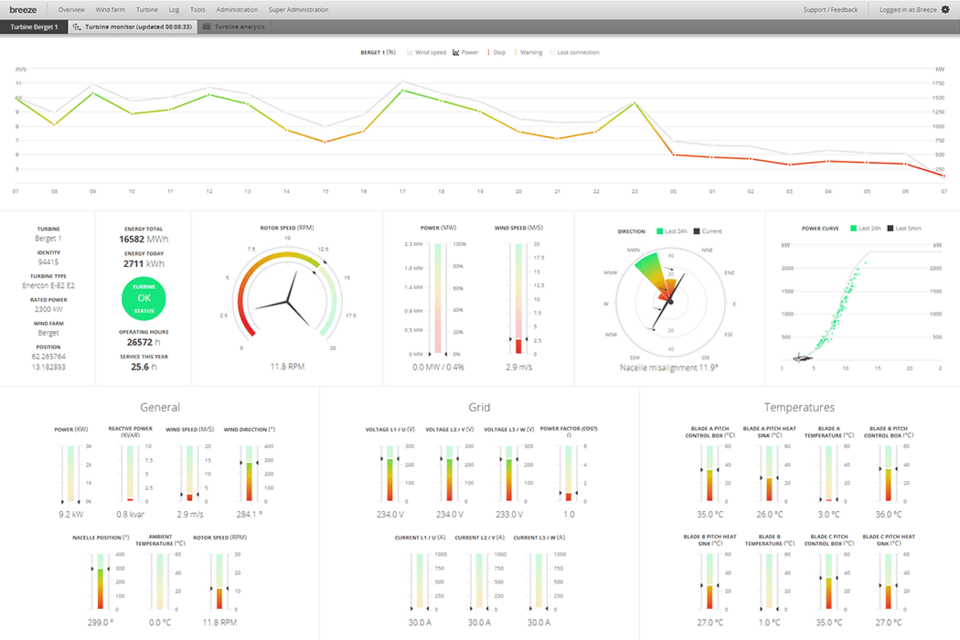 breeze Overview Wind farm Turbine Log Tools Administration Super Administration Support / Feedback Logged in as Breeze
Turbine Berget 1 Turbine monitor (updated 08:08:33) Turbine analysis
BERGET 1 (%) Wind speed Power Stop Warning Lost connection
m/s kW
11 1750
10 1500
9 1250
8 1000
7 750
6 500
5 250
07 08 09 10 11 12 13 14 15 16 17 18 19 20 21 22 23 00 01 02 03 04 05 06 07
TURBINE
Berget 1
IDENTITY
94415
TURBINE TYPE
Enercon E-82 E2
RATED POWER
2300 kW
WIND FARM
Berget
POSITION
62.265764
13.182893
ENERGY TOTAL
16582 MWh
ENERGY TODAY
2711 kWh
TURBINE
OK
STATUS
OPERATING HOURS
26572 h
SERVICE THIS YEAR
25.6 h
ROTOR SPEED (RPM)
10
7.5 12.5
5 15
2.5 17.5
0 20
11.8 RPM
POWER (MW)
2.3 MW 100%
1.8 MW 80%
1.4 MW 60%
0.9 MW 40%
0.5 MW 20%
0 MW 0%
0.0 MW / 0.4%
WIND SPEED (M/S)
20
17.5
15
12.5
10
7.5
5
2.5
0
2.9 m/s
DIRECTION Last 24h Current
NNW NNE
WNW ENE
W E
WSW ESE
SSW SSE
40
20
20
40
Nacelle misalignment 11.9°
POWER CURVE Last 24h Last 5min
kW kW
2000 2000
1500 1500
1000 1000
500 500
1 5 10 15 20 2
General
POWER (KW)
3K
2K
1K
0K
9.2 kW
REACTIVE POWER
(KVAR)
10
7.5
5
2.5
0
0.8 kvar
WIND SPEED (M/S)
20
15
10
5
0
2.9 m/s
WIND DIRECTION (°)
400
300
200
100
0
284.1 °
NACELLE POSITION (°)
400
300
200
100
0
299.0 °
AMBIENT
TEMPERATURE (°C)
60
40
20
0
0.0 °C
ROTOR SPEED (RPM)
30
20
10
0
11.8 RPM
Grid
VOLTAGE L1 / U (V)
300
200
100
0
234.0 V
VOLTAGE L2 / V (V)
300
200
100
0
234.0 V
VOLTAGE L3 / W (V)
300
200
100
0
233.0 V
POWER FACTOR (COS?)
()
6
4
2
0
1.0
CURRENT L1 / U (A)
1000
750
500
250
0
30.0 A
CURRENT L2 / V (A)
1000
750
500
250
0
30.0 A
CURRENT L3 / W (A)
1000
750
500
250
0
30.0 A
Temperatures
BLADE A PITCH
CONTROL BOX (°C)
60
40
20
0
35.0 °C
BLADE A PITCH HEAT
SINK (°C)
60
40
20
0
26.0 °C
BLADE A
TEMPERATURE (°C)
60
40
20
0
3.0 °C
BLADE B PITCH
CONTROL BOX (°C)
60
40
20
0
36.0 °C
BLADE B PITCH HEAT
SINK (°C)
60
40
20
0
27.0 °C
BLADE B
TEMPERATURE (°C)
60
40
20
0
1.0 °C
BLADE C PITCH
CONTROL BOX (°C)
60
40
20
0
35.0 °C
BLADE C PITCH HEAT
SINK (°C)
60
40
20
0
27.0 °C